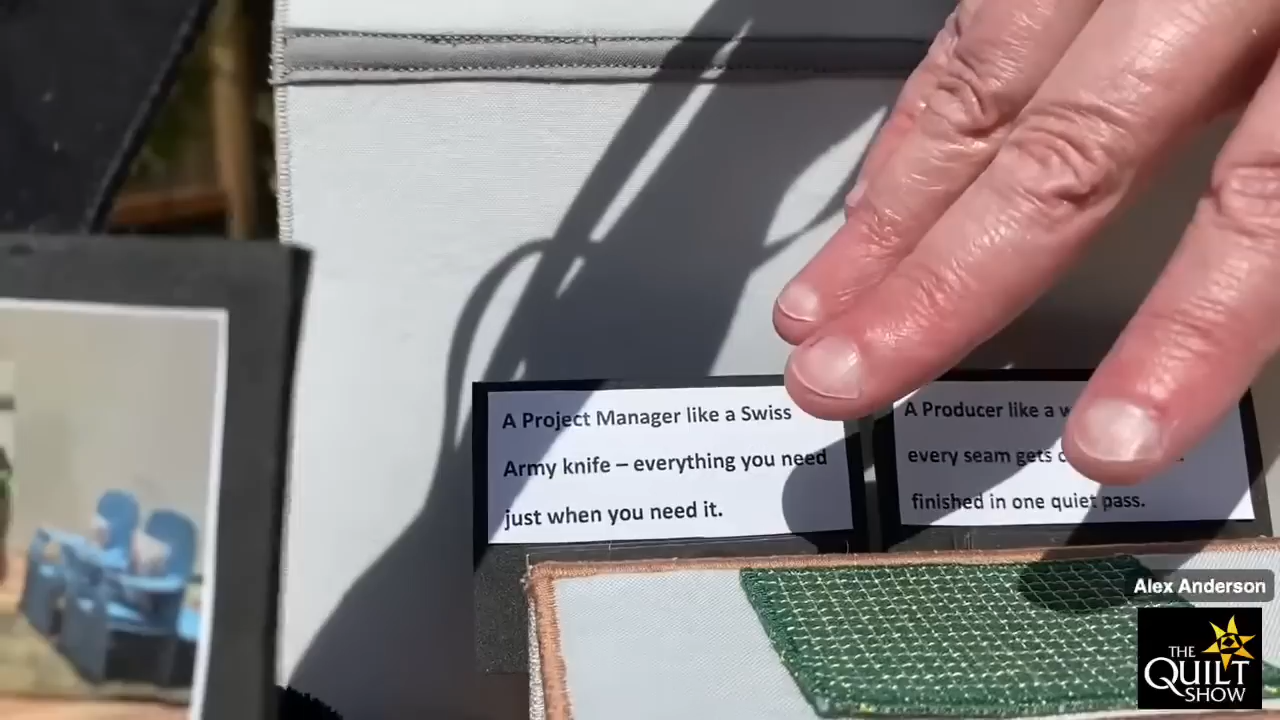 A Project Manager like a Swiss
Army knife – everything you need
just when you need it.
A Producer like a
every seam gets
finished in one quiet pass.
Alex Anderson
THE
QUILT
SHOW